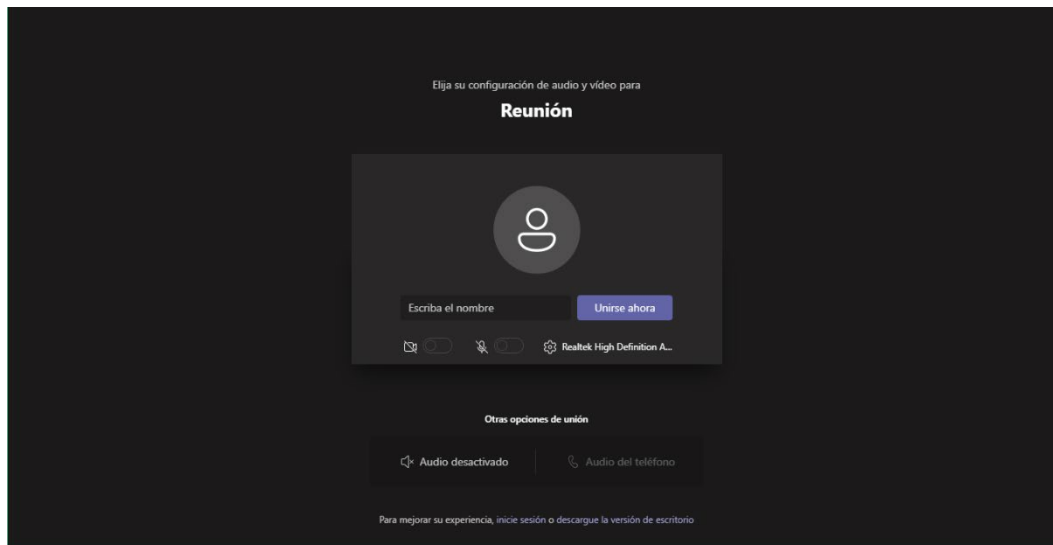 Elija su configuración de audio y vídeo para
Reunión
Escriba el nombre
Unirse ahora
Realtek High Definition A...
Otras opciones de unión
Audio desactivado
Audio del teléfono
Para mejorar su experiencia, inicie sesión o descargue la versión de escritorio